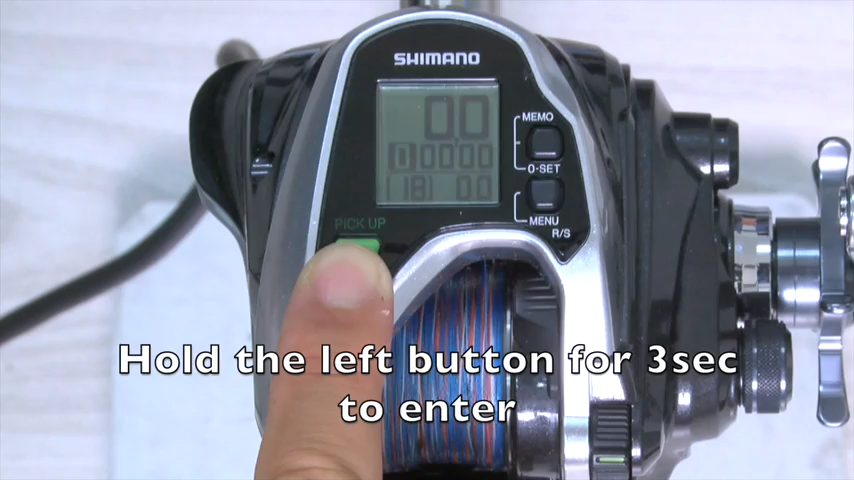 SHIMANO
0.0
MEMO
0:00:00
0-SET
(18) 0.0
PICK UP
MENU
R/S
Hold the left button for 3sec
to enter